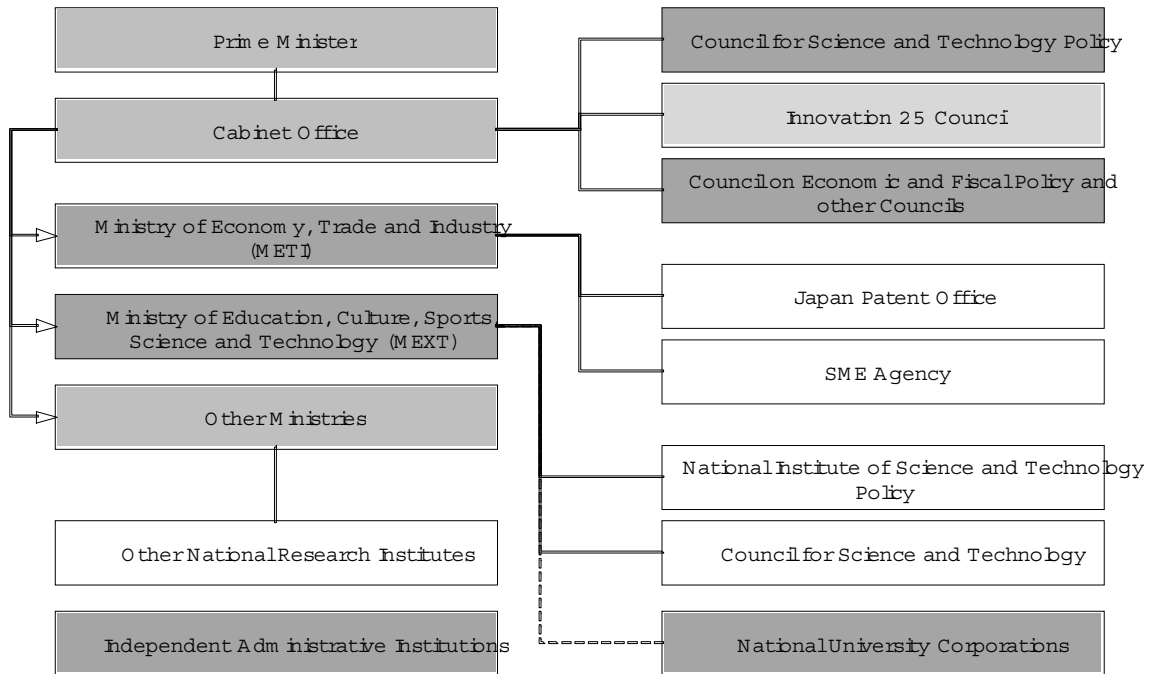 Prime Minister
Cabinet Office
Ministry of Economy, Trade and Industry
(METI)
Ministry of Education, Culture, Sports,
Science and Technology (MEXT)
Other Ministries
Other National Research Institutes
Independent Administrative Institutions
Council for Science and Technology Policy
Innovation 25 Council
Council on Economic and Fiscal Policy and
other Councils
Japan Patent Office
SME Agency
National Institute of Science and Technology
Policy
Council for Science and Technology
National University Corporations